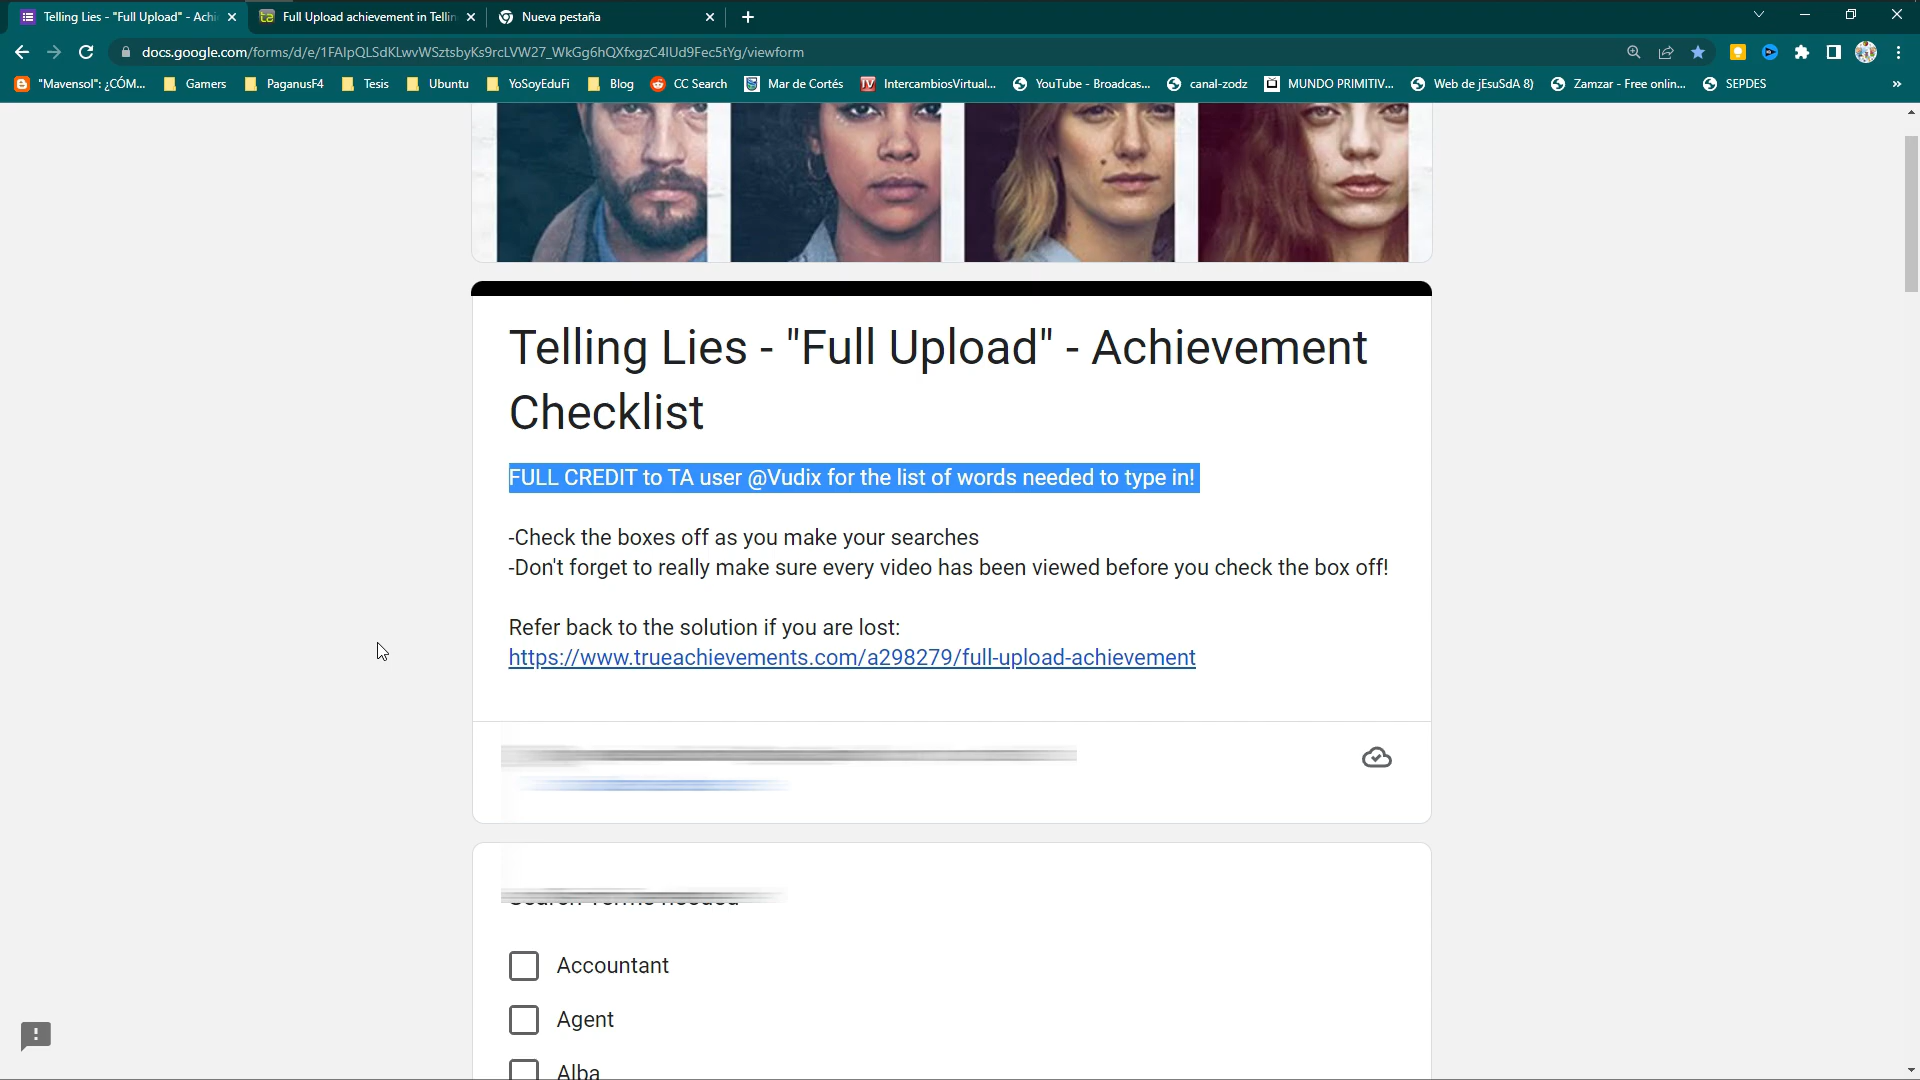 Telling Lies - "Full Upload" - Achi
Full Upload achievement in Tellin
Nueva pestaña
docs.google.com/forms/d/e/1FAIpQLSdKLwvWSztsbyKs9rcLVW27_WkGg6hQXfxgzC4lUd9Fec5tYg/viewform
"Mavensol": ¿CÓM...
Gamers
PaganusF4
Tesis
Ubuntu
YoSoyEduFi
Blog
CC Search
Mar de Cortés
IntercambiosVirtual...
YouTube - Broadcas...
canal-zodz
MUNDO PRIMITIV...
Web de jEsuSdA 8)
Zamzar - Free onlin...
SEPDES
Telling Lies - "Full Upload" - Achievement
Checklist
FULL CREDIT to TA user @Vudix for the list of words needed to type in!
-Check the boxes off as you make your searches
-Don't forget to really make sure every video has been viewed before you check the box off!
Refer back to the solution if you are lost:
https://www.trueachievements.com/a298279/full-upload-achievement
Accountant
Agent
Alba